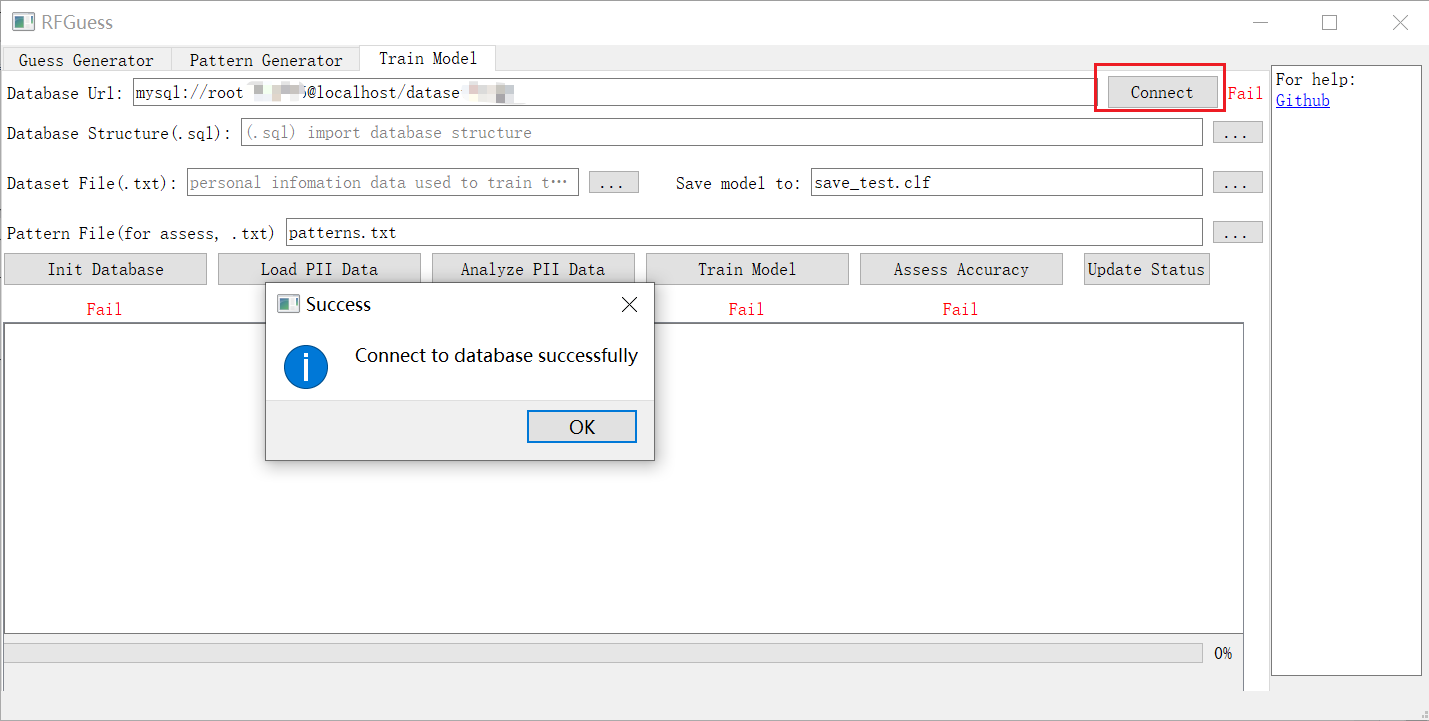 RFGuess
Guess Generator Pattern Generator Train Model
Database Url: mysql://root @localhost/datase Connect Fail
For help:
Github
Database Structure(.sql): (.sql) import database structure ...
Dataset File(.txt): personal infomation data used to train t… ... Save model to: save_test.clf ...
Pattern File(for assess, .txt) patterns.txt ...
Init Database Load PII Data Analyze PII Data Train Model Assess Accuracy Update Status
Fail Fail Fail
Success
Connect to database successfully
OK
0%